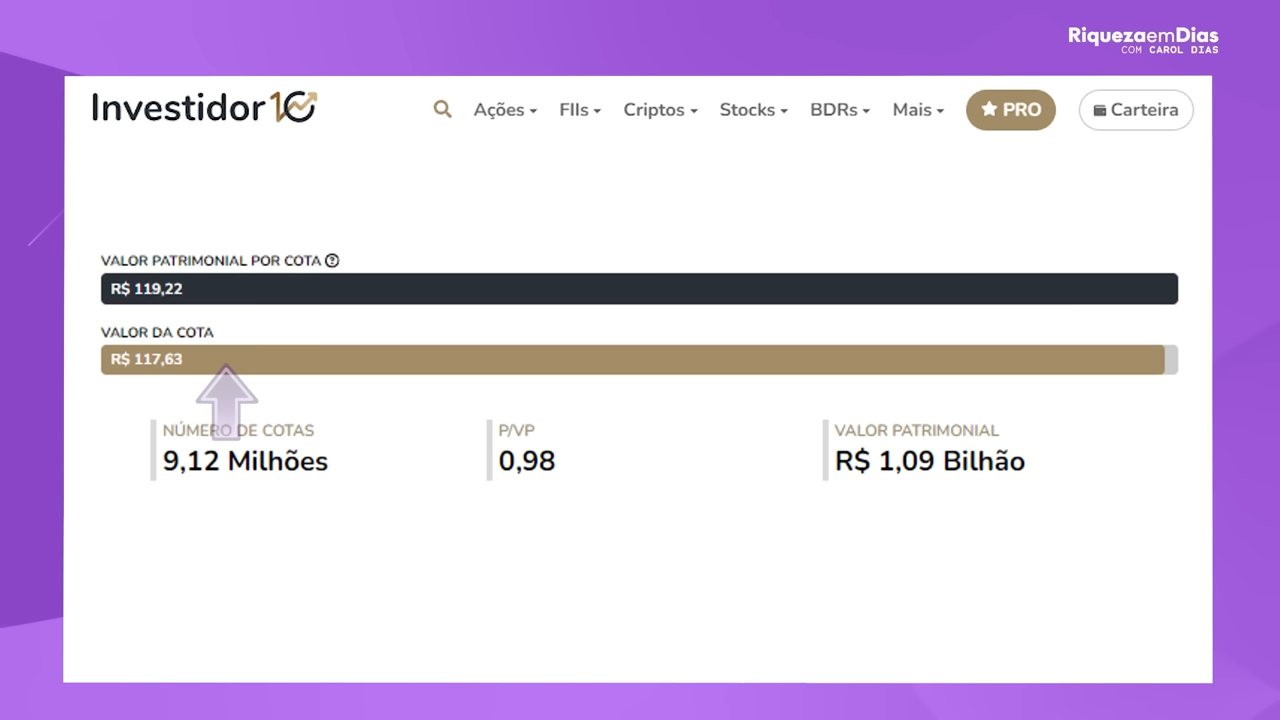 RiquezaemDias
COM CAROL DIAS
Investidor10
Ações FIIs Criptos Stocks BDRs Mais PRO Carteira
VALOR PATRIMONIAL POR COTA ?
R$ 119,22
VALOR DA COTA
R$ 117,63
NÚMERO DE COTAS P/VP VALOR PATRIMONIAL
9,12 Milhões 0,98 R$ 1,09 Bilhão